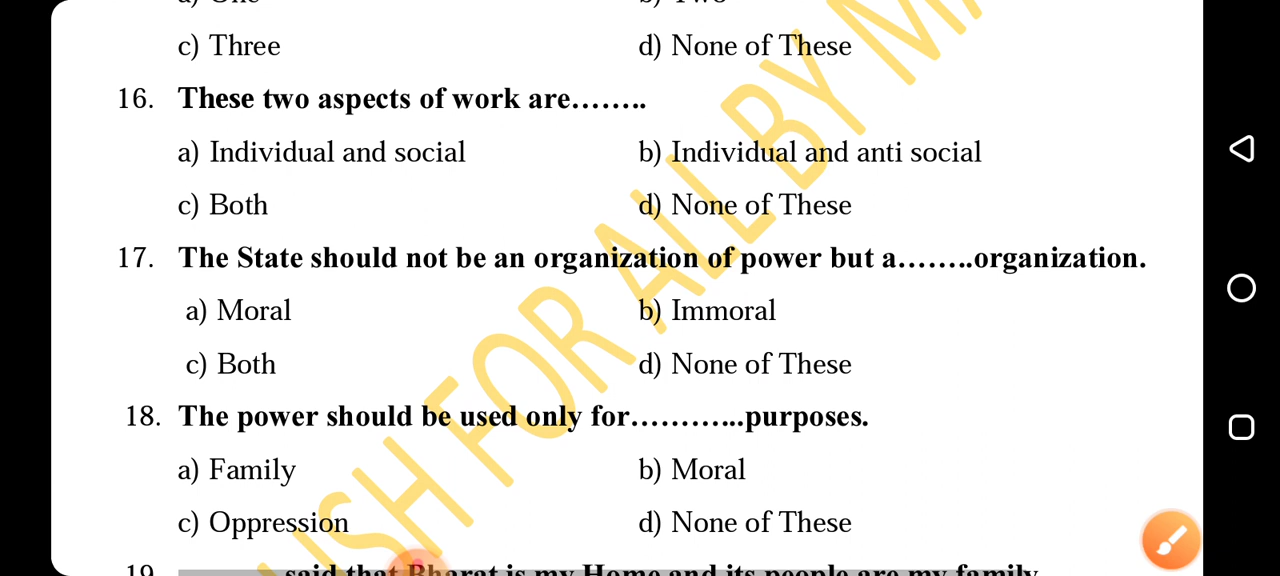 c) Three d) None of These
16. These two aspects of work are........
a) Individual and social b) Individual and anti social
c) Both d) None of These
17. The State should not be an organization of power but a........organization.
a) Moral b) Immoral
c) Both d) None of These
18. The power should be used only for............purposes.
a) Family b) Moral
c) Oppression d) None of These
said that Bharat is my Home and its people are my family
FOR ALL BY